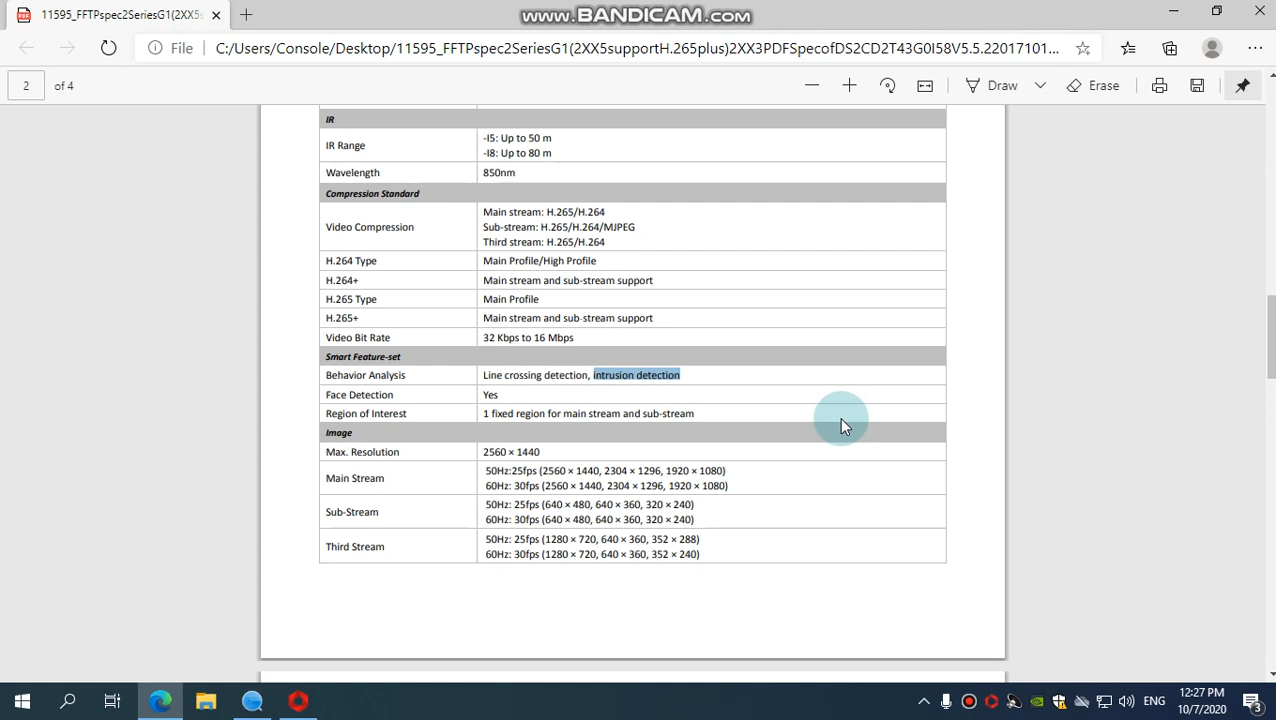 www.BANDICAM.com
11595_FFTPspec2SeriesG1(2XX5s
File C:/Users/Console/Desktop/11595_FFTPspec2SeriesG1(2XX5supportH.265plus)2XX3PDFSpecofDS2CD2T43G0I58V5.5.22017101...
2 of 4
Draw
Erase
IR
IR Range
-I5: Up to 50 m
-I8: Up to 80 m
Wavelength 850nm
Compression Standard
Video Compression
Main stream: H.265/H.264
Sub-stream: H.265/H.264/MJPEG
Third stream: H.265/H.264
H.264 Type Main Profile/High Profile
H.264+ Main stream and sub-stream support
H.265 Type Main Profile
H.265+ Main stream and sub-stream support
Video Bit Rate 32 Kbps to 16 Mbps
Smart Feature-set
Behavior Analysis Line crossing detection, intrusion detection
Face Detection Yes
Region of Interest 1 fixed region for main stream and sub-stream
Image
Max. Resolution 2560 × 1440
Main Stream
50Hz:25fps (2560 × 1440, 2304 × 1296, 1920 × 1080)
60Hz: 30fps (2560 × 1440, 2304 × 1296, 1920 × 1080)
Sub-Stream
50Hz: 25fps (640 × 480, 640 × 360, 320 × 240)
60Hz: 30fps (640 × 480, 640 × 360, 320 × 240)
Third Stream
50Hz: 25fps (1280 × 720, 640 × 360, 352 × 288)
60Hz: 30fps (1280 × 720, 640 × 360, 352 × 240)
ENG
12:27 PM
10/7/2020
3